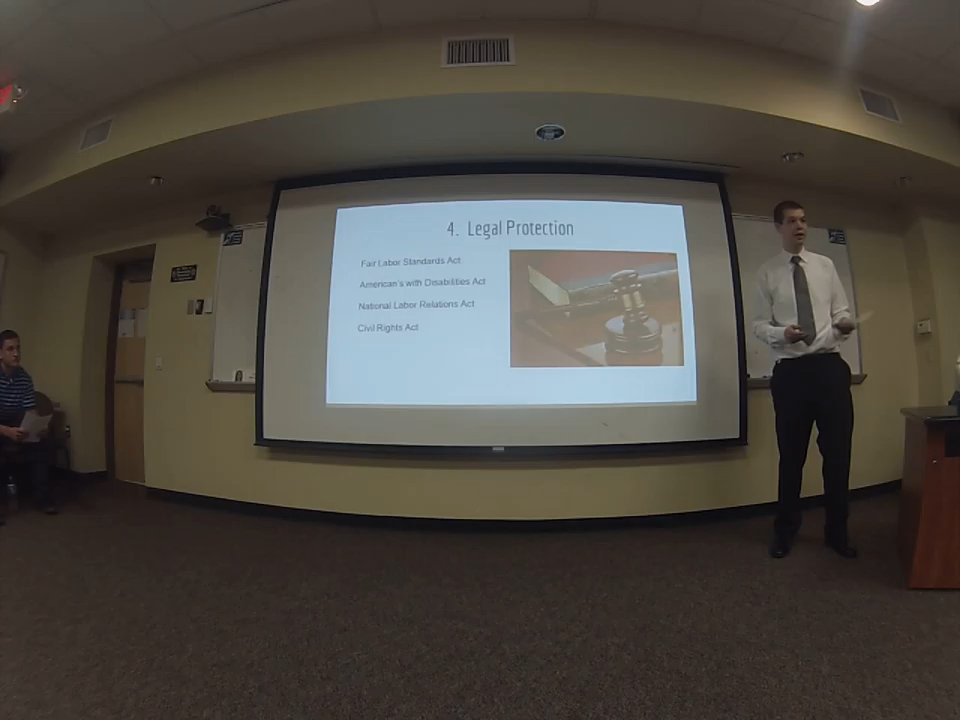 4. Legal Protection
Fair Labor Standards Act
American's with Disabilities Act
National Labor Relations Act
Civil Rights Act